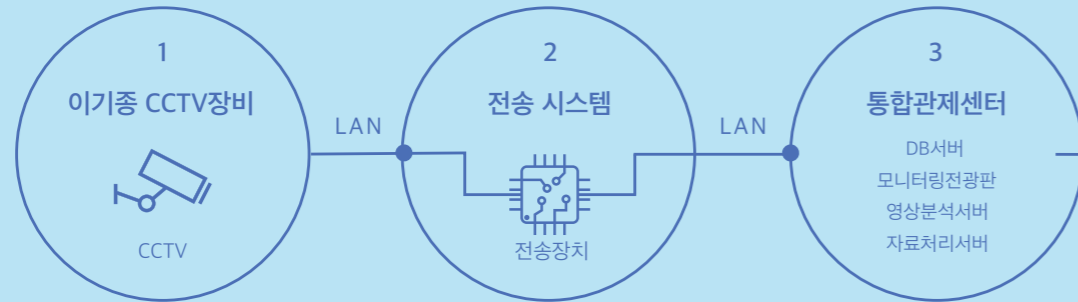 1
이기종 CCTV장비
CCTV
LAN
2
전송 시스템
전송장치
LAN
3
통합관제센터
DB서버
모니터링전광판
영상분석서버
자료처리서버